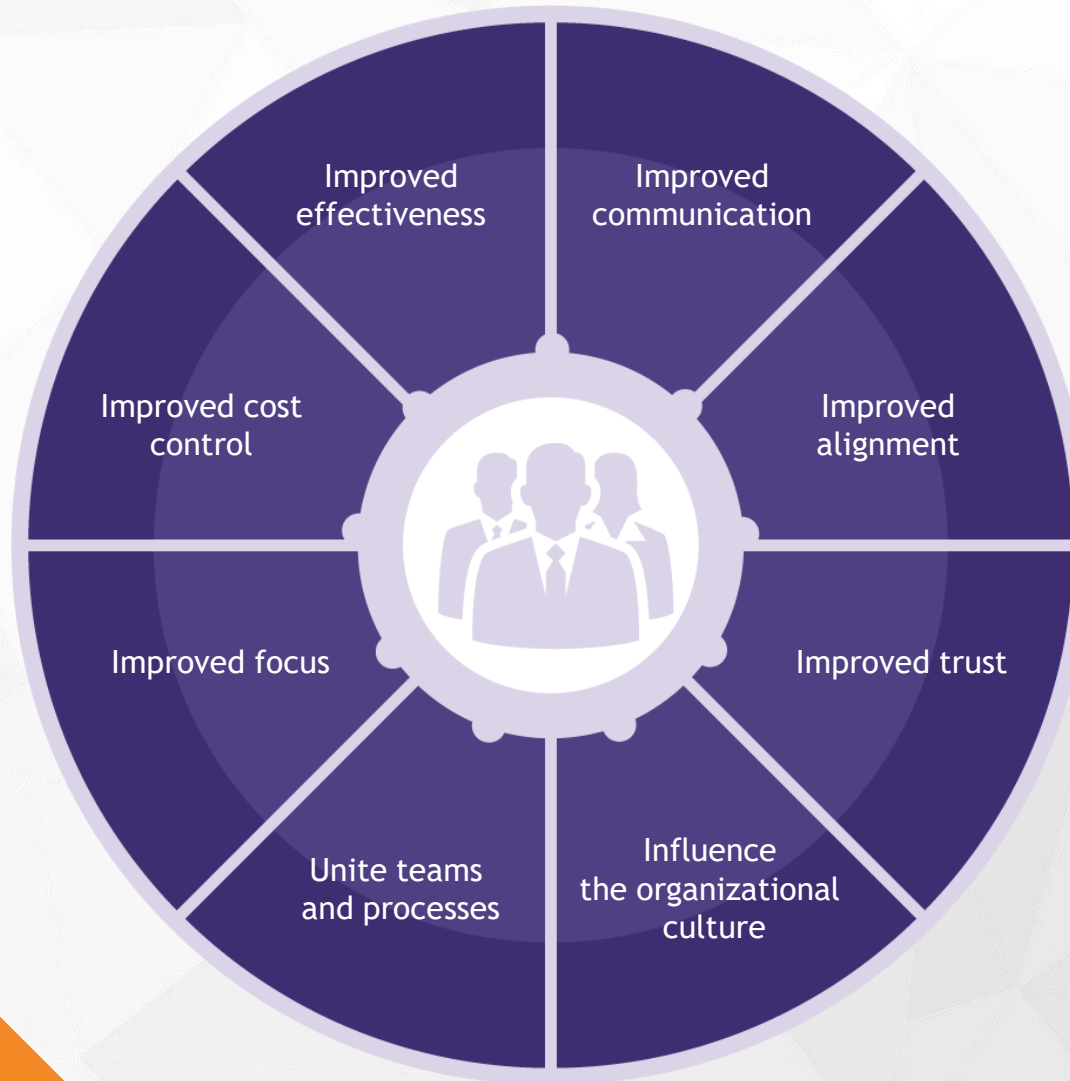 Improved
effectiveness
Improved
communication
Improved cost
control
Improved
alignment
Improved focus
Improved trust
Unite teams
and processes
Influence
the organizational
culture